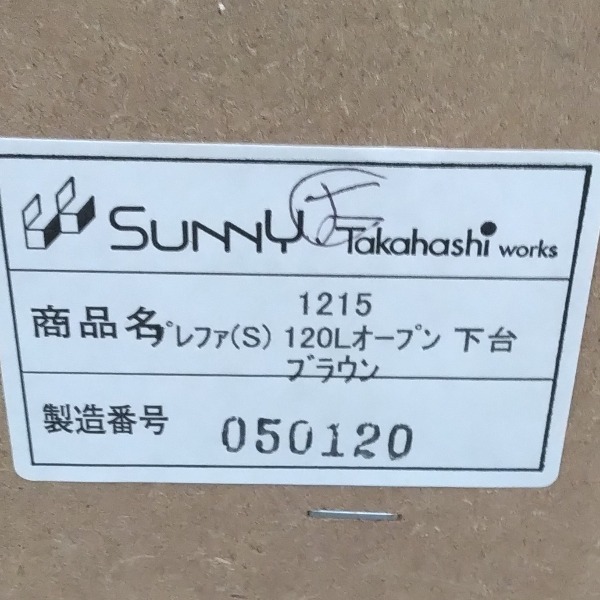 SUNNY Takahashi works
1215
商品名 プレファ(S) 120Lオープン 下台
ブラウン
製造番号 050120